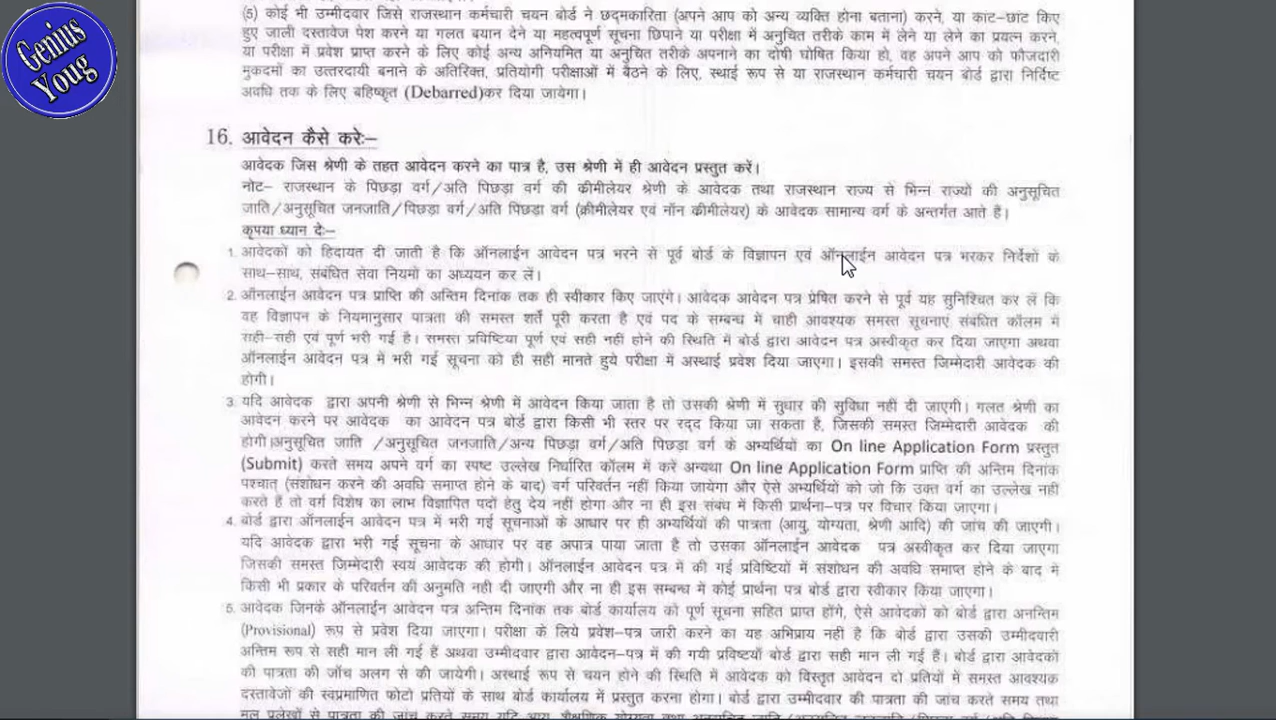 Genius
Youg
(5) कोई भी उम्मीदवार जिसे राजस्थान कर्मचारी चयन बोर्ड ने छद्मकारिता (अपने आप को अन्य व्यक्ति होना बताना) करने, या काट–छांट किए
हुए जाली दस्तावेज पेश करने या गलत बयान देने या महत्वपूर्ण सूचना छिपाने या परीक्षा में अनुचित तरीके काम में लेने या लेने का प्रयत्न करने,
या परीक्षा में प्रवेश प्राप्त करने के लिए कोई अन्य अनियमित या अनुचित तरीके अपनाने का दोषी घोषित किया हो, वह अपने आप को फौजदारी
मुकदमों का उत्तरदायी बनाने के अतिरिक्त, प्रतियोगी परीक्षाओं में बैठने के लिए, स्थाई रूप से या राजस्थान कर्मचारी चयन बोर्ड द्वारा निर्दिष्ट
अवधि तक के लिए बहिष्कृत (Debarred)कर दिया जायेगा।
16. आवेदन कैसे करेः–
आवेदक जिस श्रेणी के तहत आवेदन करने का पात्र है, उस श्रेणी में ही आवेदन प्रस्तुत करें।
नोट– राजस्थान के पिछड़ा वर्ग/अति पिछड़ा वर्ग की क्रीमीलेयर श्रेणी के आवेदक तथा राजस्थान राज्य से भिन्न राज्यों की अनुसूचित
जाति/अनुसूचित जनजाति/पिछड़ा वर्ग/अति पिछड़ा वर्ग (क्रीमीलेयर एवं नॉन क्रीमीलेयर) के आवेदक सामान्य वर्ग के अन्तर्गत आते हैं।
कृपया ध्यान देः–
1. आवेदकों को हिदायत दी जाती है कि ऑनलाईन आवेदन पत्र भरने से पूर्व बोर्ड के विज्ञापन एवं ऑनलाईन आवेदन पत्र भरकर निर्देशों के
साथ–साथ, संबंधित सेवा नियमों का अध्ययन कर लें।
2. ऑनलाईन आवेदन पत्र प्राप्ति की अन्तिम दिनांक तक ही स्वीकार किए जाएंगे। आवेदक आवेदन पत्र प्रेषित करने से पूर्व यह सुनिश्चित कर लें कि
वह विज्ञापन के नियमानुसार पात्रता की समस्त शर्तें पूरी करता है एवं पद के सम्बन्ध में चाही आवश्यक समस्त सूचनाएं संबंधित कॉलम में
सही–सही एवं पूर्ण भरी गई है। समस्त प्रविष्टिया पूर्ण एवं सही नहीं होने की स्थिति में बोर्ड द्वारा आवेदन पत्र अस्वीकृत कर दिया जाएगा अथवा
ऑनलाईन आवेदन पत्र में भरी गई सूचना को ही सही मानते हुये परीक्षा में अस्थाई प्रवेश दिया जाएगा। इसकी समस्त जिम्मेदारी आवेदक की
होगी।
3. यदि आवेदक द्वारा अपनी श्रेणी से भिन्न श्रेणी में आवेदन किया जाता है तो उसकी श्रेणी में सुधार की सुविधा नहीं दी जाएगी। गलत श्रेणी का
आवेदन करने पर आवेदक का आवेदन पत्र बोर्ड द्वारा किसी भी स्तर पर रद्द किया जा सकता है, जिसकी समस्त जिम्मेदारी आवेदक की
होगी।अनुसूचित जाति /अनुसूचित जनजाति/अन्य पिछड़ा वर्ग/अति पिछड़ा वर्ग के अभ्यर्थियों का On line Application Form प्रस्तुत
(Submit) करते समय अपने वर्ग का स्पष्ट उल्लेख निर्धारित कॉलम में करें अन्यथा On line Application Form प्राप्ति की अन्तिम दिनांक
पश्चात् (संशोधन करने की अवधि समाप्त होने के बाद) वर्ग परिवर्तन नहीं किया जायेगा और ऐसे अभ्यर्थियों को जो कि उक्त वर्ग का उल्लेख नहीं
करते हैं तो वर्ग विशेष का लाभ विज्ञापित पदों हेतु देय नहीं होगा और ना ही इस संबंध में किसी प्रार्थना–पत्र पर विचार किया जाएगा।
4. बोर्ड द्वारा ऑनलाईन आवेदन पत्र में भरी गई सूचनाओं के आधार पर ही अभ्यर्थियों की पात्रता (आयु, योग्यता, श्रेणी आदि) की जांच की जाएगी।
यदि आवेदक द्वारा भरी गई सूचना के आधार पर वह अपात्र पाया जाता है तो उसका ऑनलाईन आवेदक पत्र अस्वीकृत कर दिया जाएगा
जिसकी समस्त जिम्मेदारी स्वयं आवेदक की होगी। ऑनलाईन आवेदन पत्र में की गई प्रविष्टियों में संशोधन की अवधि समाप्त होने के बाद में
किसी भी प्रकार के परिवर्तन की अनुमति नही दी जाएगी और ना ही इस सम्बन्ध में कोई प्रार्थना पत्र बोर्ड द्वारा स्वीकार किया जाएगा।
5. आवेदक जिनके ऑनलाईन आवेदन पत्र अन्तिम दिनांक तक बोर्ड कार्यालय को पूर्ण सूचना सहित प्राप्त होंगे, ऐसे आवेदकों को बोर्ड द्वारा अनन्तिम
(Provisional) रूप से प्रवेश दिया जाएगा। परीक्षा के लिये प्रवेश–पत्र जारी करने का यह अभिप्राय नहीं है कि बोर्ड द्वारा उसकी उम्मीदवारी
अन्तिम रूप से सही मान ली गई हैं अथवा उम्मीदवार द्वारा आवेदन–पत्र में की गयी प्रविष्टियाँ बोर्ड द्वारा सही मान ली गई हैं। बोर्ड द्वारा आवेदकों
की पात्रता की जाँच अलग से की जायेगी। अस्थाई रूप से चयन होने की स्थिति में आवेदक को विस्तृत आवेदन दो प्रतियों में समस्त आवश्यक
दस्तावेजों की स्वप्रमाणित फोटो प्रतियों के साथ बोर्ड कार्यालय में प्रस्तुत करना होगा। बोर्ड द्वारा उम्मीदवार की पात्रता की जांच करते समय तथा
मूल प्रलेखों से पात्रता की जांच करते समय यदि आयु, शैक्षणिक योग्यता तथा